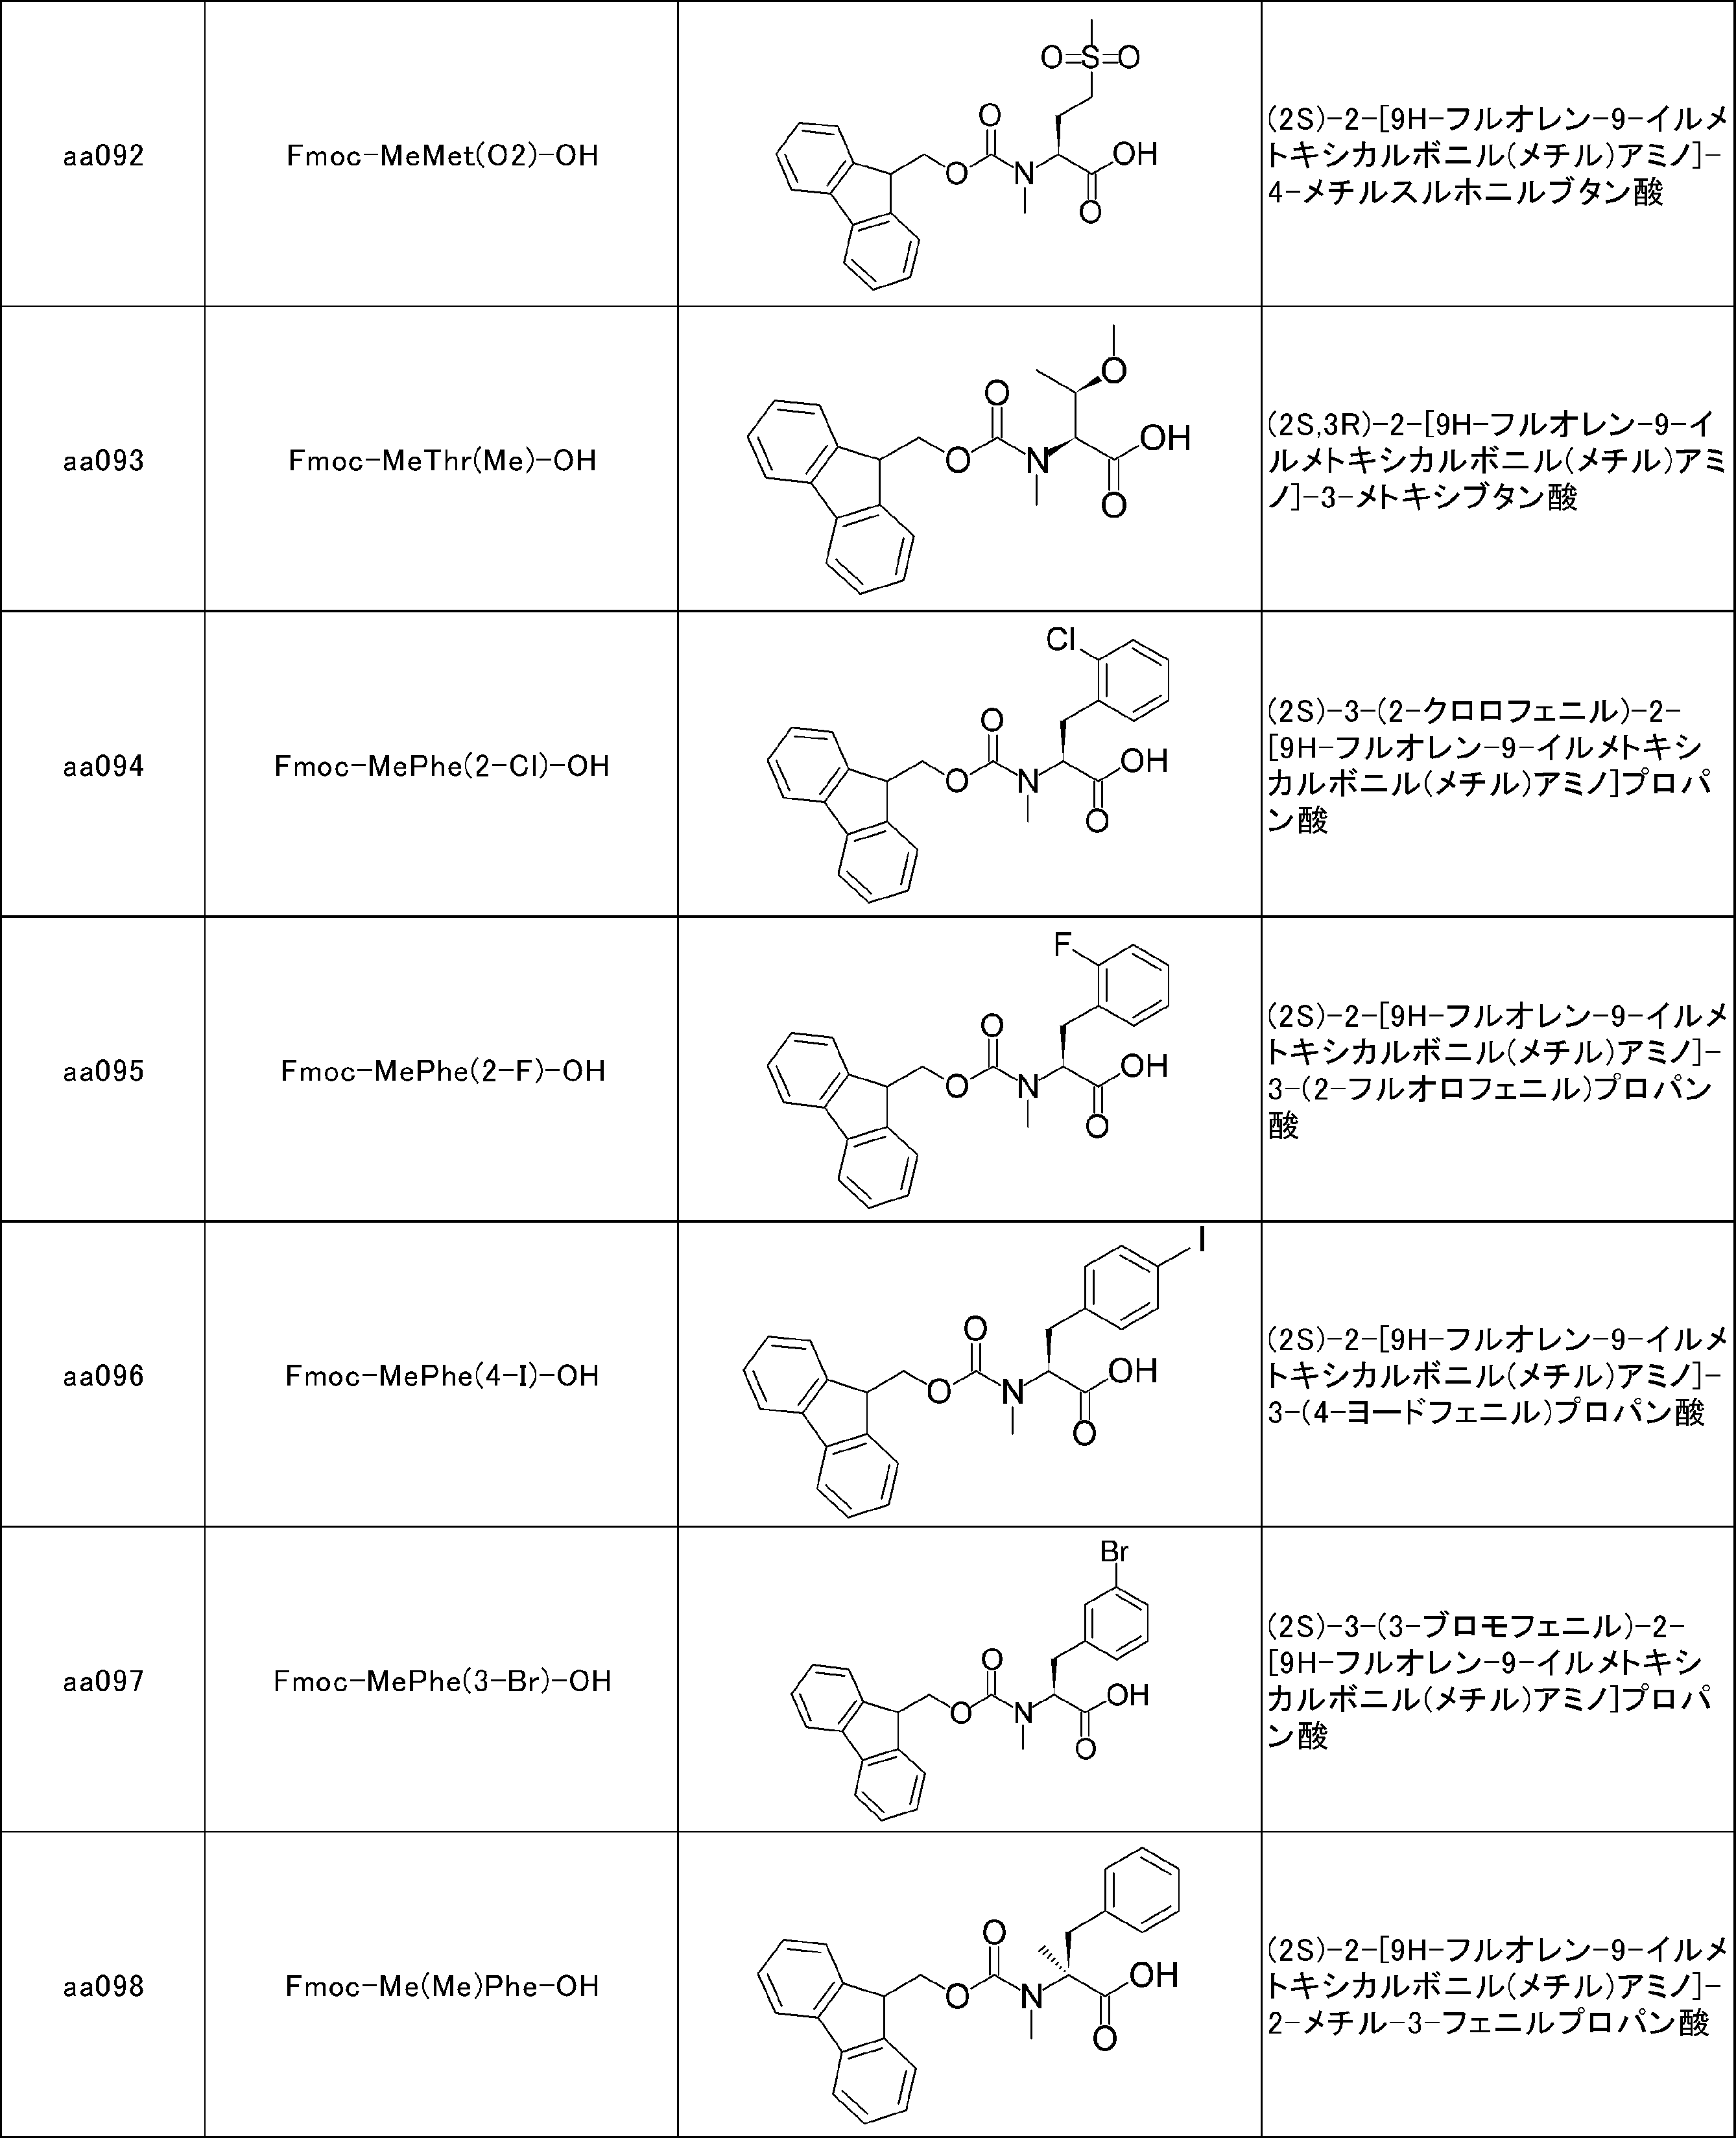 aa092
Fmoc-MeMet(O2)-OH
O=S=O
O
O
N
OH
O
(2S)-2-[9H-フルオレン-9-イルメ
トキシカルボニル(メチル)アミノ]-
4-メチルスルホニルブタン酸
aa093
Fmoc-MeThr(Me)-OH
O
O
O
N
OH
O
(2S,3R)-2-[9H-フルオレン-9-イ
ルメトキシカルボニル(メチル)アミ
ノ]-3-メトキシブタン酸
aa094
Fmoc-MePhe(2-Cl)-OH
Cl
O
O
N
OH
O
(2S)-3-(2-クロロフェニル)-2-
[9H-フルオレン-9-イルメトキシ
カルボニル(メチル)アミノ]プロパ
ン酸
aa095
Fmoc-MePhe(2-F)-OH
F
O
O
N
OH
O
(2S)-2-[9H-フルオレン-9-イルメ
トキシカルボニル(メチル)アミノ]-
3-(2-フルオロフェニル)プロパン
酸
aa096
Fmoc-MePhe(4-I)-OH
I
O
O
N
OH
O
(2S)-2-[9H-フルオレン-9-イルメ
トキシカルボニル(メチル)アミノ]-
3-(4-ヨードフェニル)プロパン酸
aa097
Fmoc-MePhe(3-Br)-OH
Br
O
O
N
OH
O
(2S)-3-(3-ブロモフェニル)-2-
[9H-フルオレン-9-イルメトキシ
カルボニル(メチル)アミノ]プロパ
ン酸
aa098
Fmoc-Me(Me)Phe-OH
O
O
N
OH
O
(2S)-2-[9H-フルオレン-9-イルメ
トキシカルボニル(メチル)アミノ]-
2-メチル-3-フェニルプロパン酸